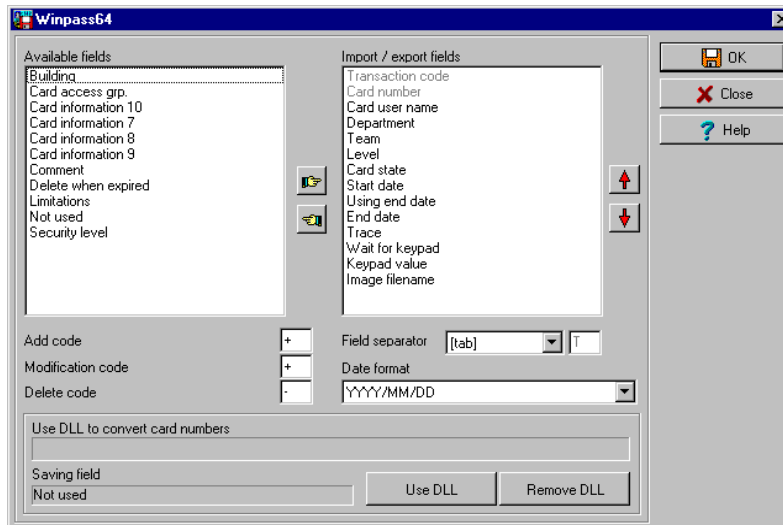 Winpass64
Available fields
Building
Card access grp.
Card information 10
Card information 7
Card information 8
Card information 9
Comment
Delete when expired
Limitations
Not used
Security level
Import / export fields
Transaction code
Card number
Card user name
Department
Team
Level
Card state
Start date
Using end date
End date
Trace
Wait for keypad
Keypad value
Image filename
OK
Close
? Help
Add code +
Modification code +
Delete code -
Field separator [tab] T
Date format
YYYY/MM/DD
Use DLL to convert card numbers
Saving field
Not used
Use DLL
Remove DLL